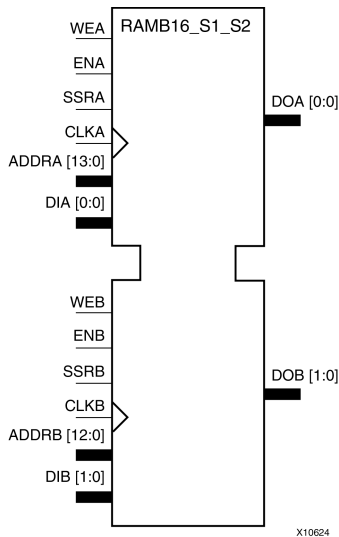 RAMB16_S1_S2
WEA
ENA
SSRA
CLKA
ADDRA [13:0]
DIA [0:0]
DOA [0:0]
WEB
ENB
SSRB
CLKB
ADDRB [12:0]
DIB [1:0]
DOB [1:0]
X10624